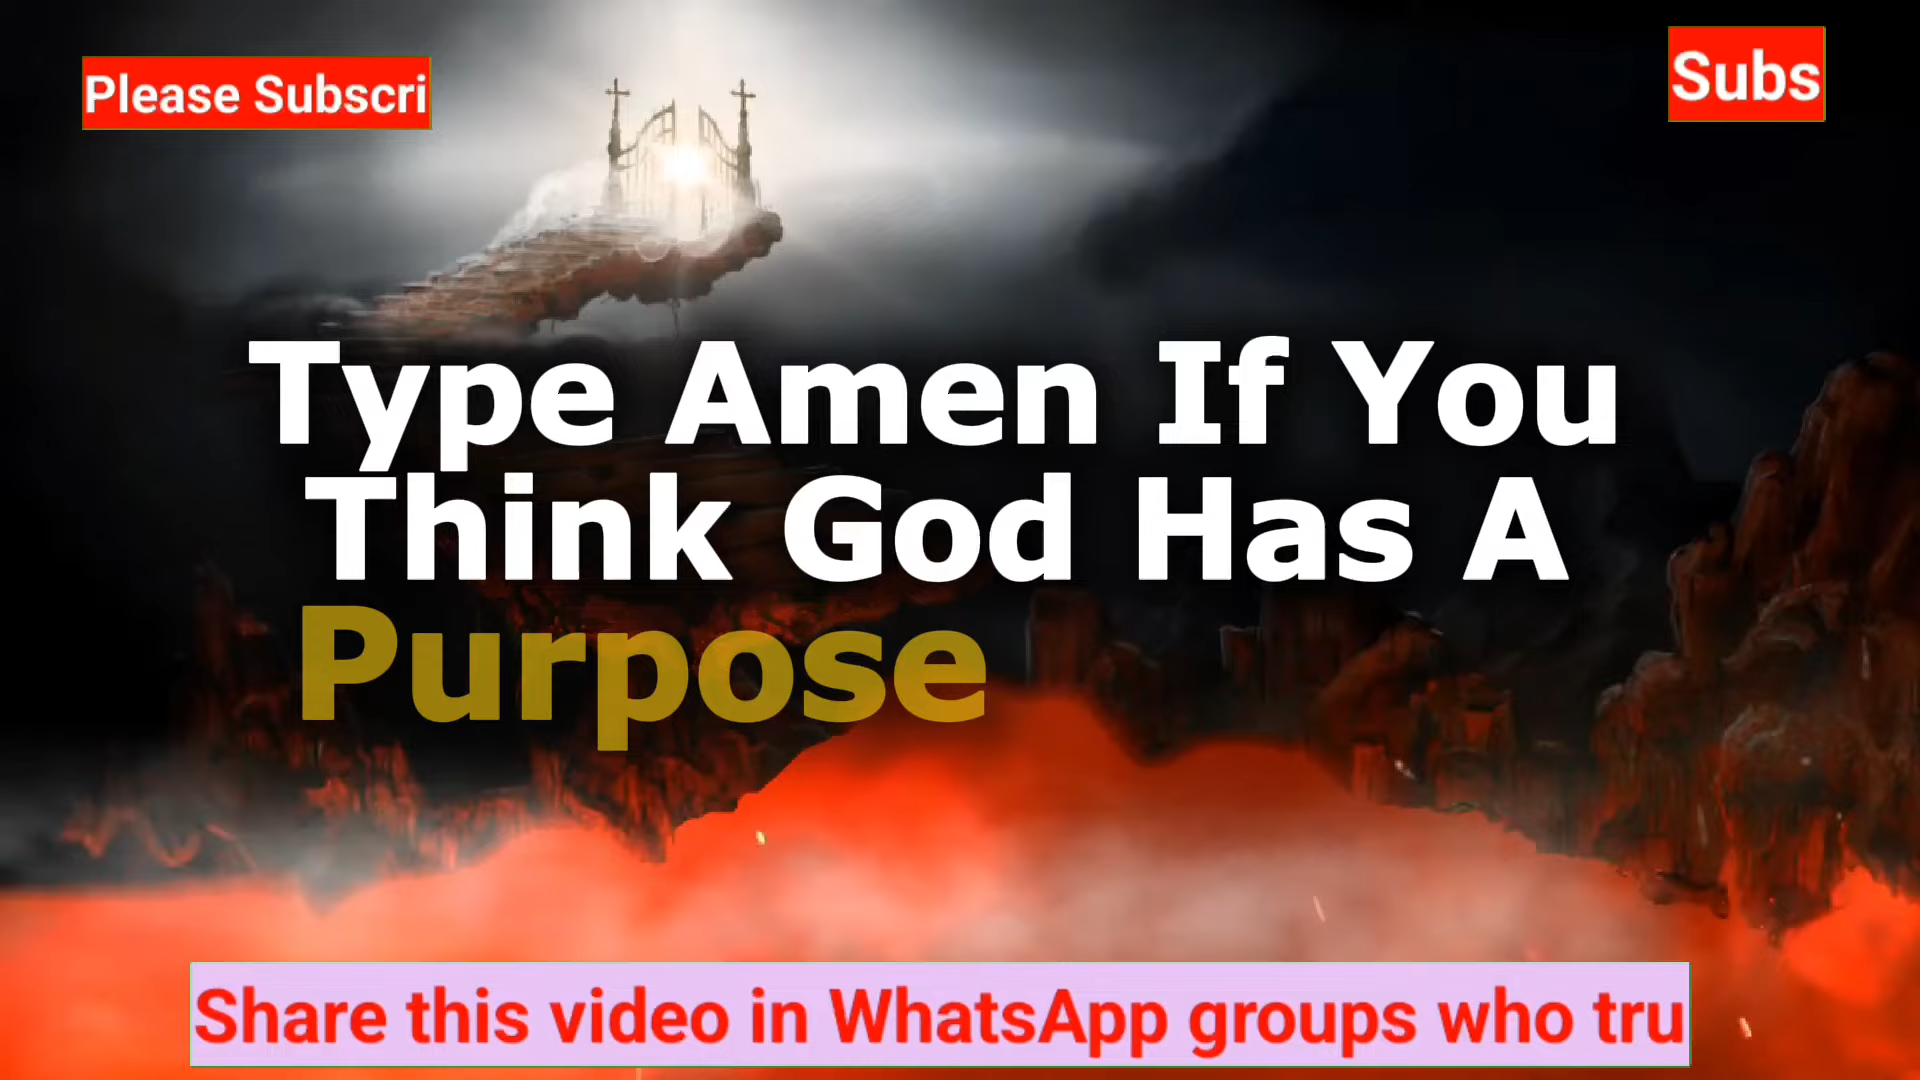 Please Subscri
Subs
Type Amen If You
Think God Has A
Purpose
Share this video in WhatsApp groups who tru